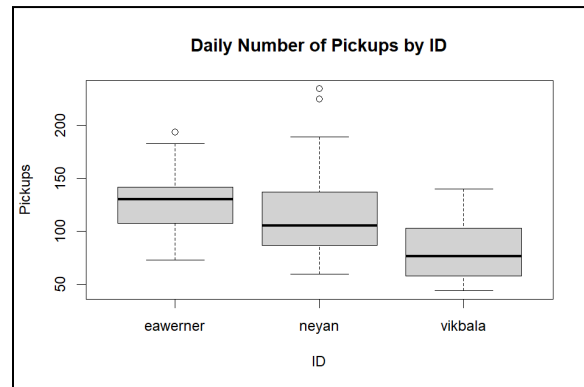 Daily Number of Pickups by ID
Pickups
200
150
100
50
eawerner neyan vikbala
ID